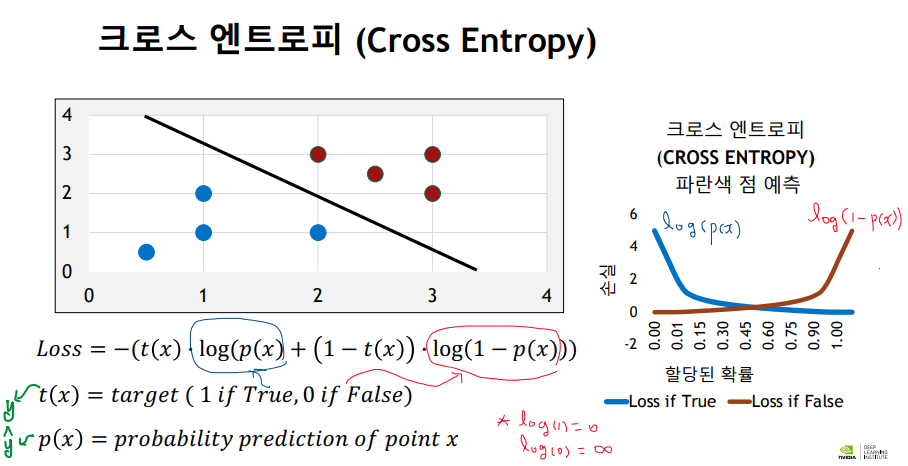 크로스 엔트로피 (Cross Entropy)
4
3
2
1
0
0 1 2 3 4
크로스 엔트로피
(CROSS ENTROPY)
파란색 점 예측
log(p(x)
log(1-p(x))
6
4
2
0
-2
손실
0.00 0.01 0.15 0.30 0.45 0.60 0.75 0.90 1.00
할당된 확률
Loss if True Loss if False
Loss = −(t(x) · log(p(x) + (1 − t(x)) · log(1 − p(x)))
y t(x) = target ( 1 if True, 0 if False)
ŷ p(x) = probability prediction of point x
* log(1) = 0
log(0) = ∞
NVIDIA DEEP LEARNING INSTITUTE